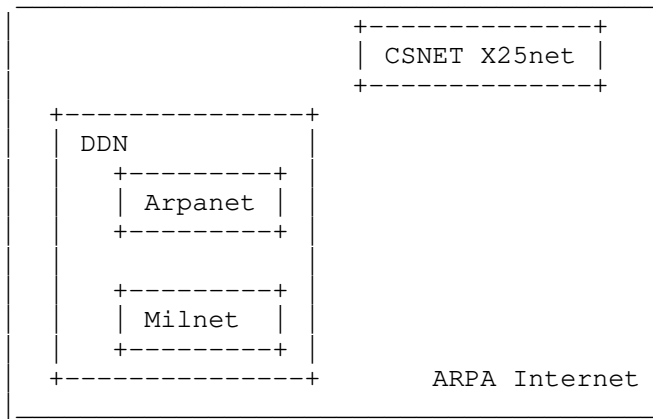 CSNET X25net
DDN
Arpanet
Milnet
ARPA Internet